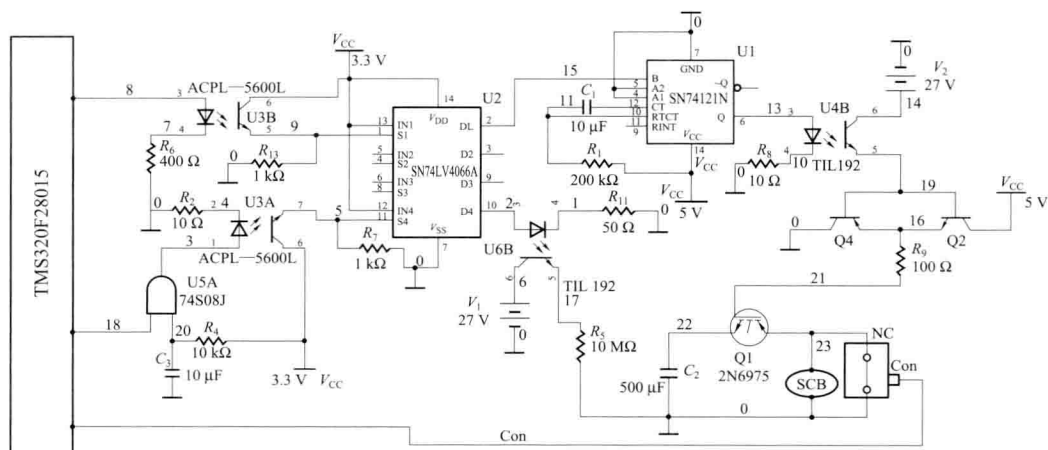 TMS320F28015
8
3
4
7
R6
400 Ω
ACPL—5600L
U3B
6
5
9
0
R13
1 kΩ
VCC
3.3 V
0
R2
10 Ω
4
U3A
7
3
1
6
ACPL—5600L
5
R7
1 kΩ
0
U5A
74S08J
18
20
R4
10 kΩ
C3
10 μF
3.3 V
VCC
U2
14
VDD
13
1
IN1
S1
5
4
IN2
S2
6
8
IN3
S3
12
11
IN4
S4
SN74LV4066A
DL
2
D2
3
D3
9
D4
10
VSS
7
15
0
7
GND
U1
5
B
4
A2
A1
12
CT
10
RTCT
9
RINT
SN74121N
~Q
Q
6
VCC
14
VCC
VCC
5 V
11
C1
10 μF
R1
200 kΩ
2
3
4
1
R11
50 Ω
0
U6B
6
6
5
TIL 192
17
V1
27 V
0
R5
10 MΩ
13
3
4
U4B
6
5
R8
10 Ω
0
10
TIL192
0
V2
27 V
14
19
VCC
5 V
0
Q4
16
Q2
R9
100 Ω
21
22
Q1
2N6975
C2
500 μF
23
SCB
NC
Con
0
Con